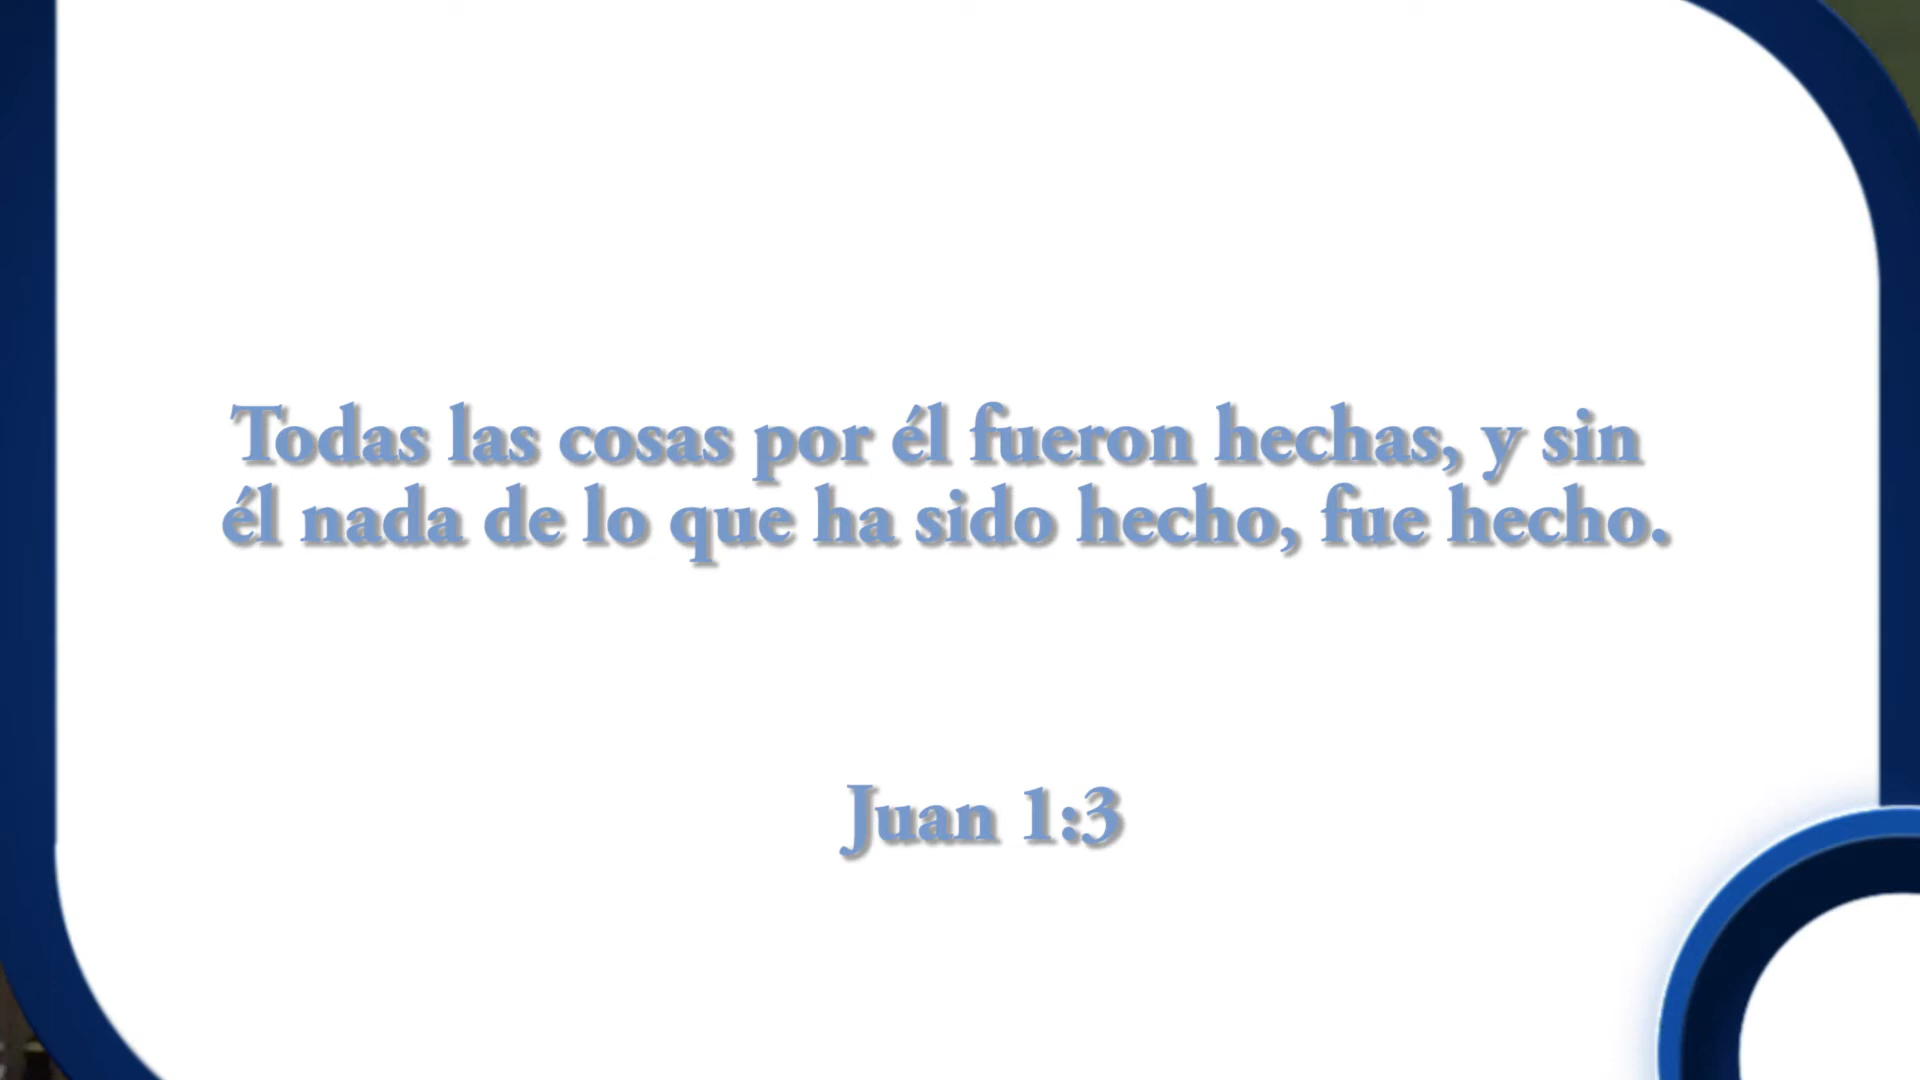 Todas las cosas por él fueron hechas, y sin
él nada de lo que ha sido hecho, fue hecho.
Juan 1:3